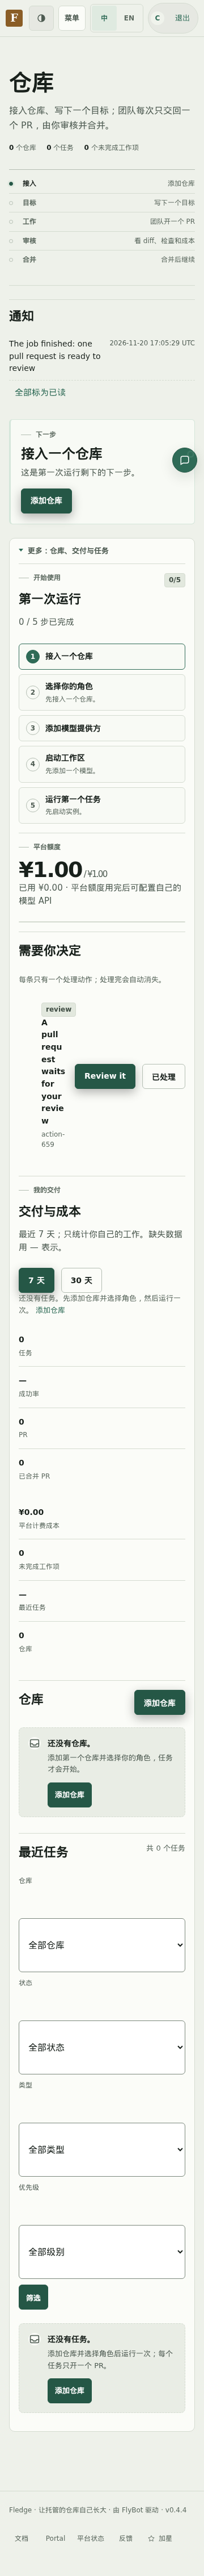 F
菜单
中
EN
C
退出
仓库
接入仓库、写下一个目标；团队每次只交回一
个 PR，由你审核并合并。
0 个仓库 0 个任务 0 个未完成工作项
接入 添加仓库
目标 写下一个目标
工作 团队开一个 PR
审核 看 diff、检查和成本
合并 合并后继续
通知
The job finished: one
pull request is ready to
review
2026-11-20 17:05:29 UTC
全部标为已读
下一步
接入一个仓库
这是第一次运行剩下的下一步。
添加仓库
更多：仓库、交付与任务
开始使用
0/5
第一次运行
0 / 5 步已完成
1 接入一个仓库
2 选择你的角色
先接入一个仓库。
3 添加模型提供方
4 启动工作区
先添加一个模型。
5 运行第一个任务
先启动实例。
平台额度
¥1.00 / ¥1.00
已用 ¥0.00 · 平台额度用完后可配置自己的
模型 API
需要你决定
每条只有一个处理动作；处理完会自动消失。
review
A
pull
requ
est
waits
for
your
revie
w
action-
659
Review it
已处理
我的交付
交付与成本
最近 7 天；只统计你自己的工作。缺失数据
用 — 表示。
7 天
30 天
还没有任务。先添加仓库并选择角色，然后运行一
次。 添加仓库
0
任务
—
成功率
0
PR
0
已合并 PR
¥0.00
平台计费成本
0
未完成工作项
—
最近任务
0
仓库
仓库
添加仓库
还没有仓库。
添加第一个仓库并选择你的角色，任务
才会开始。
添加仓库
最近任务
共 0 个任务
仓库
全部仓库
状态
全部状态
类型
全部类型
优先级
全部级别
筛选
还没有任务。
添加仓库并选择角色后运行一次；每个
任务只开一个 PR。
添加仓库
Fledge · 让托管的仓库自己长大 · 由 FlyBot 驱动 · v0.4.4
文档 Portal 平台状态 反馈 ☆ 加星